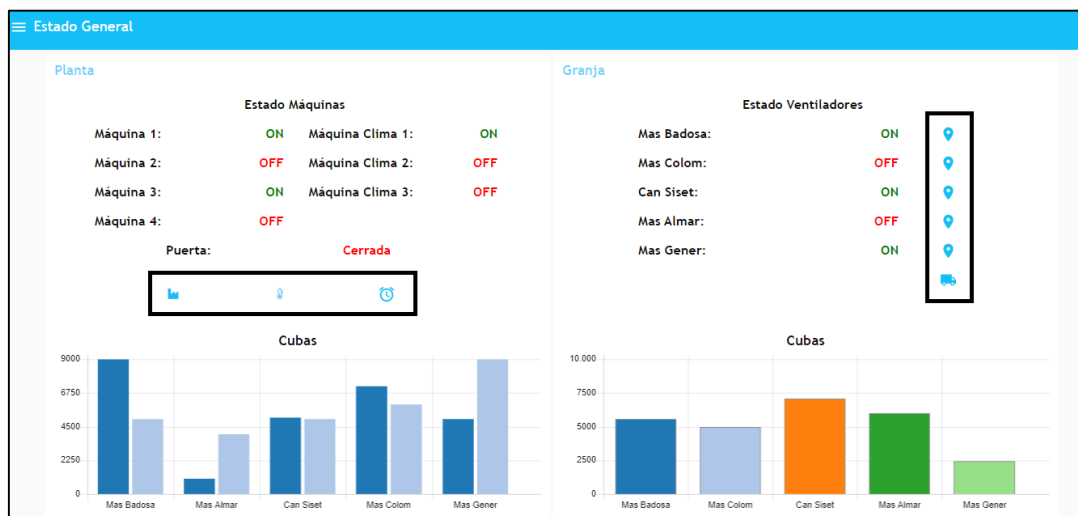 Estado General
Planta
Estado Máquinas
Máquina 1: ON Máquina Clima 1: ON
Máquina 2: OFF Máquina Clima 2: OFF
Máquina 3: ON Máquina Clima 3: OFF
Máquina 4: OFF
Puerta: Cerrada
Cubas
9000
6750
4500
2250
0
Mas Badosa Mas Almar Can Siset Mas Colom Mas Gener
Granja
Estado Ventiladores
Mas Badosa: ON
Mas Colom: OFF
Can Siset: ON
Mas Almar: OFF
Mas Gener: ON
Cubas
10.000
7500
5000
2500
0
Mas Badosa Mas Colom Can Siset Mas Almar Mas Gener